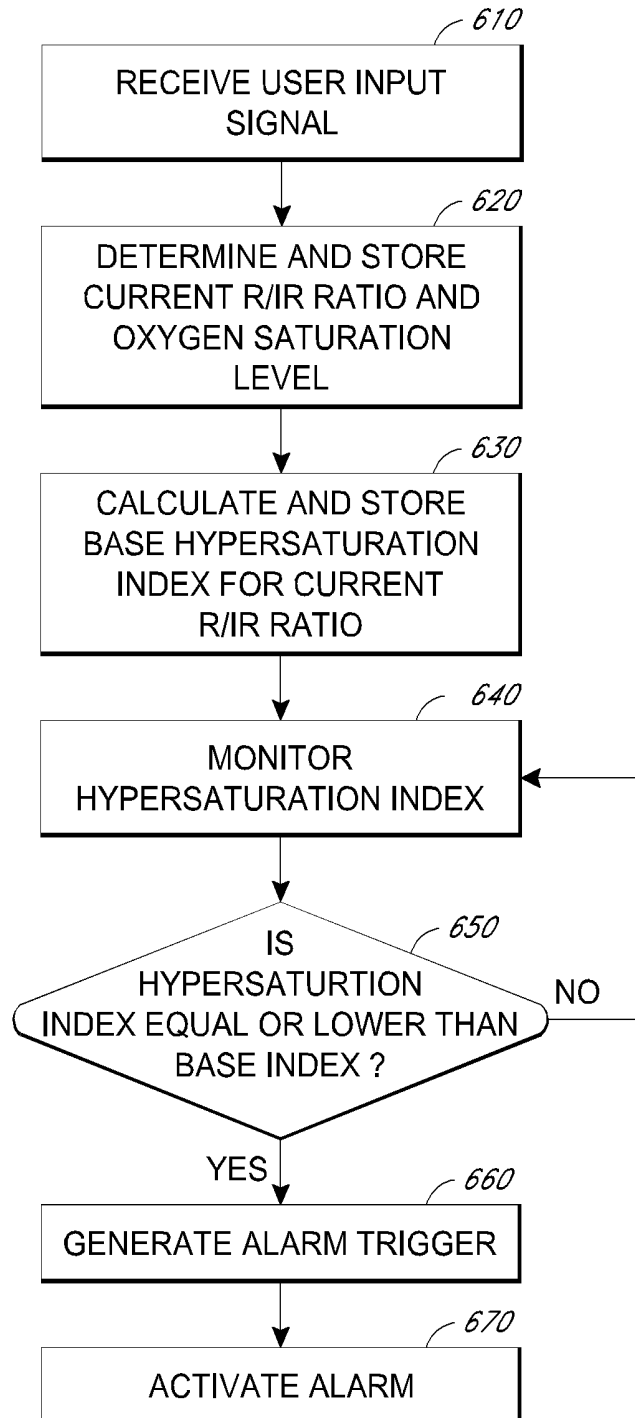 610
RECEIVE USER INPUT
SIGNAL
620
DETERMINE AND STORE
CURRENT R/IR RATIO AND
OXYGEN SATURATION
LEVEL
630
CALCULATE AND STORE
BASE HYPERSATURATION
INDEX FOR CURRENT
R/IR RATIO
640
MONITOR
HYPERSATURATION INDEX
650
IS
HYPERSATURTION
INDEX EQUAL OR LOWER THAN
BASE INDEX ?
NO
YES
660
GENERATE ALARM TRIGGER
670
ACTIVATE ALARM